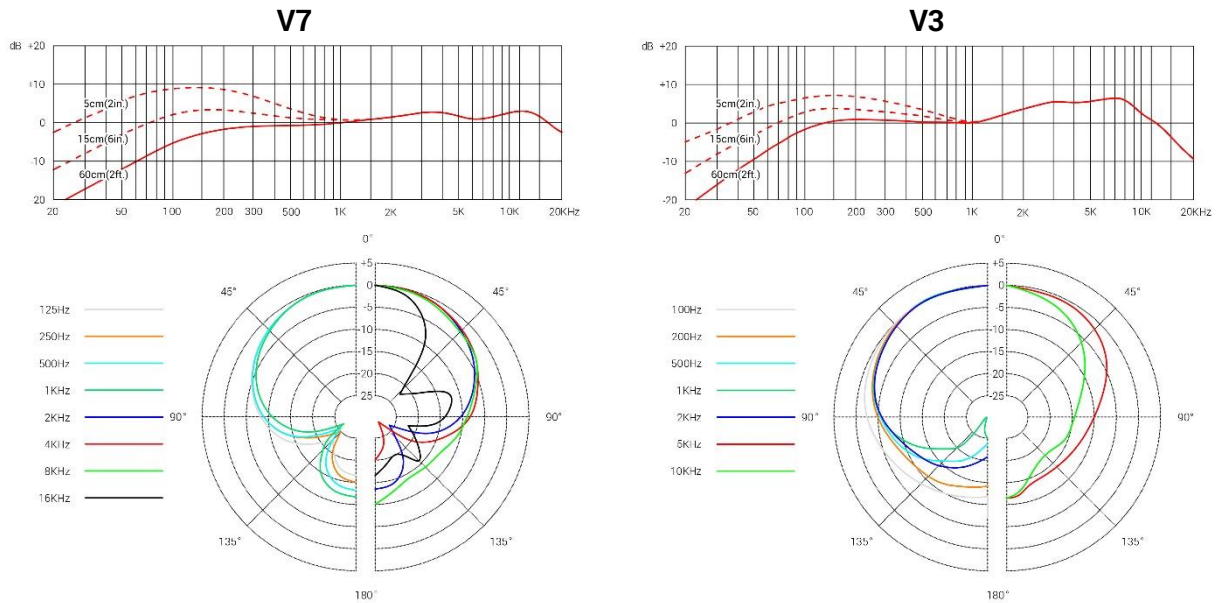 V7
V3
dB +20
+10
0
-10
20
5cm(2in.)
15cm(6in.)
60cm(2ft.)
20 50 100 200 300 500 1K 2K 5K 10K 20KHz
dB +20
+10
0
-10
-20
5cm(2in.)
15cm(6in.)
60cm(2ft.)
20 50 100 200 300 500 1K 2K 5K 10K 20KHz
0°
45° 45°
+5
0
-5
-10
-15
-20
-25
125Hz
250Hz
500Hz
1KHz
2KHz
4KHz
8KHz
16KHz
90° 90°
135° 135°
180°
0°
45° 45°
+5
0
-5
-10
-15
-20
-25
100Hz
200Hz
500Hz
1KHz
2KHz
5KHz
10KHz
90° 90°
135° 135°
180°